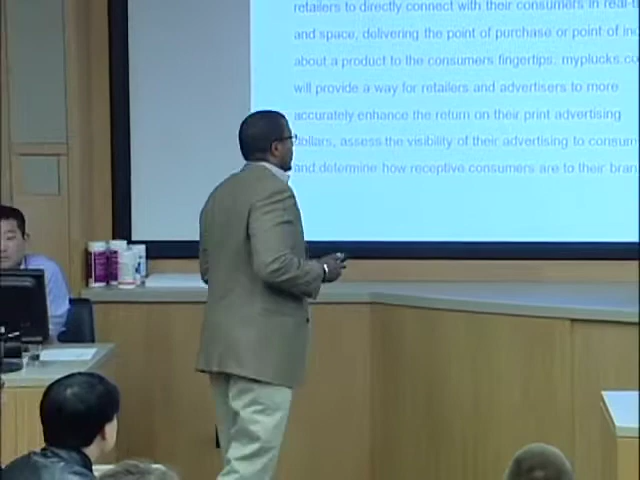 retailers to directly connect with their consumers in real-t
and space, delivering the point of purchase or point of in
about a product to the consumers fingertips. myplucks.co
will provide a way for retailers and advertisers to more
accurately enhance the return on their print advertising
dollars, assess the visibility of their advertising to consum
and determine how receptive consumers are to their bran